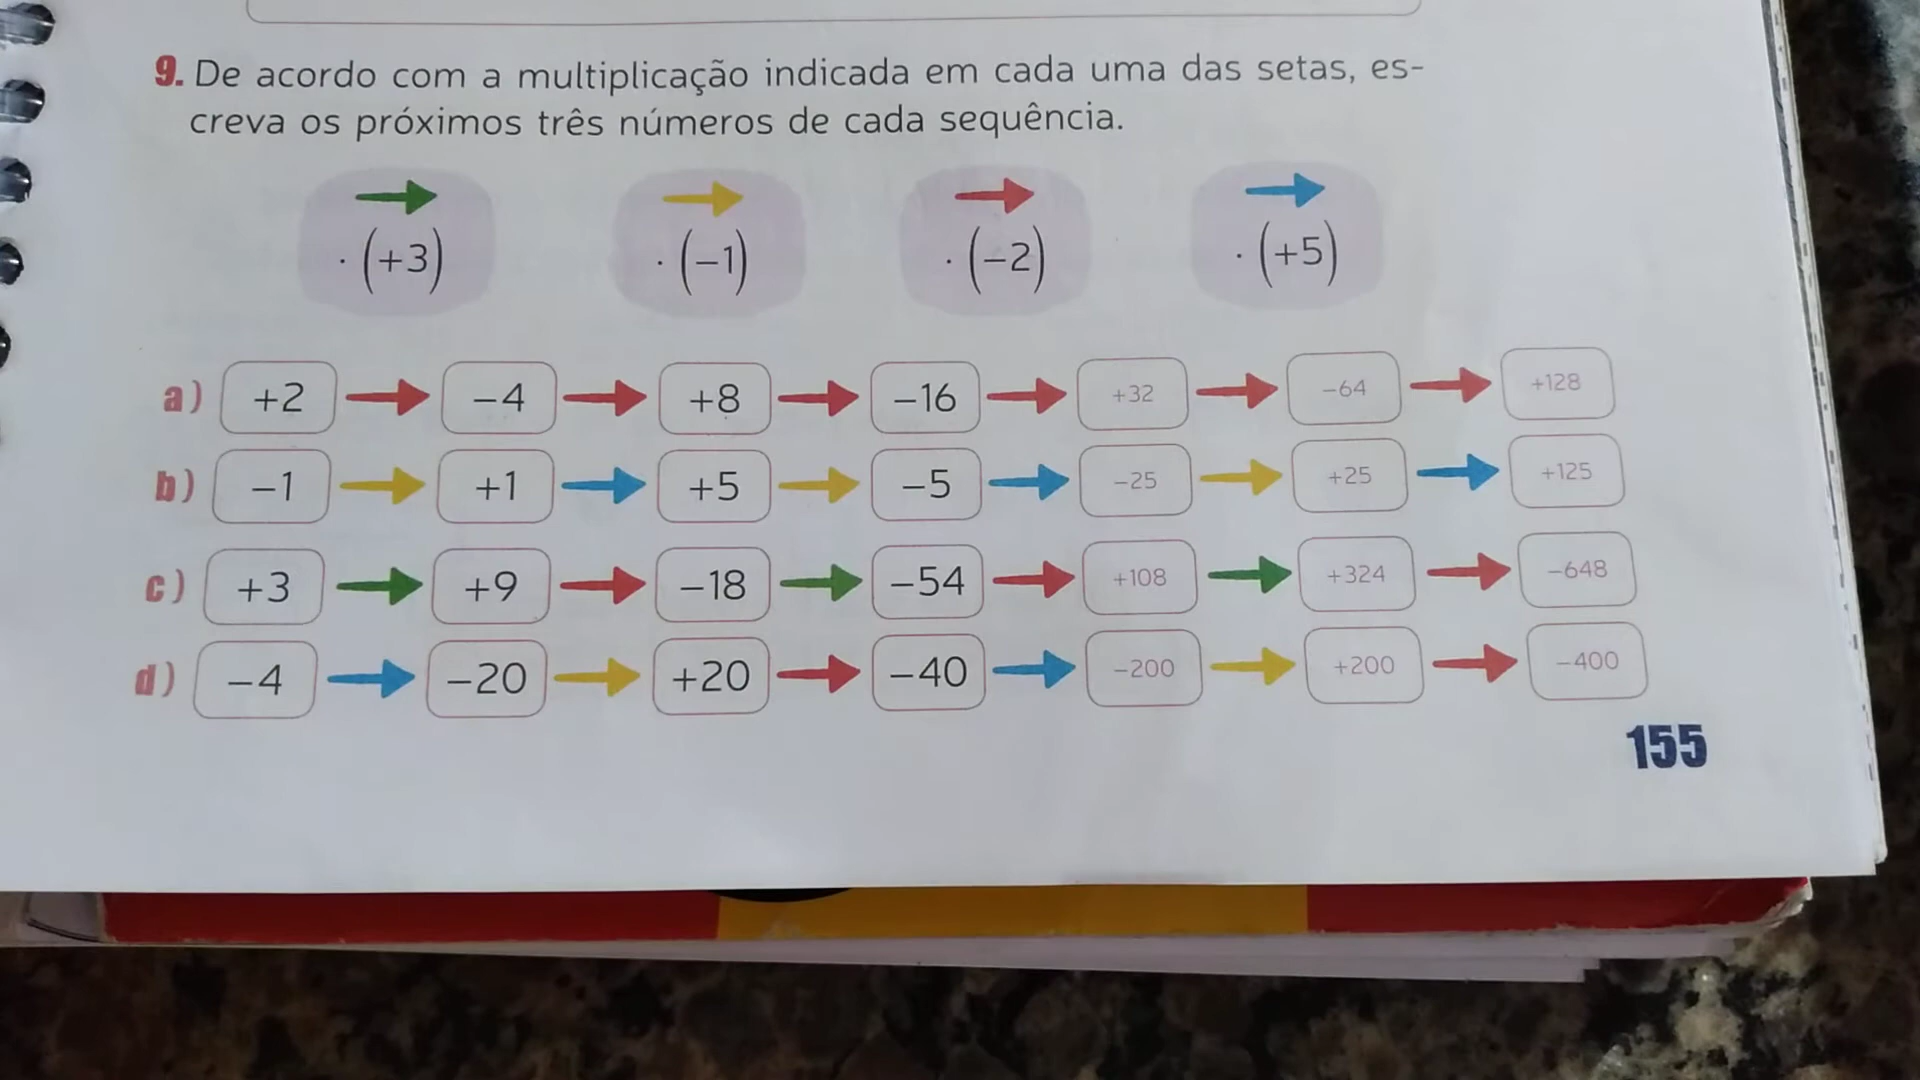 9. De acordo com a multiplicação indicada em cada uma das setas, es-
creva os próximos três números de cada sequência.
· (+3) · (−1) · (−2) · (+5)
a) +2 −4 +8 −16 +32 −64 +128
b) −1 +1 +5 −5 −25 +25 +125
c) +3 +9 −18 −54 +108 +324 −648
d) −4 −20 +20 −40 −200 +200 −400
155